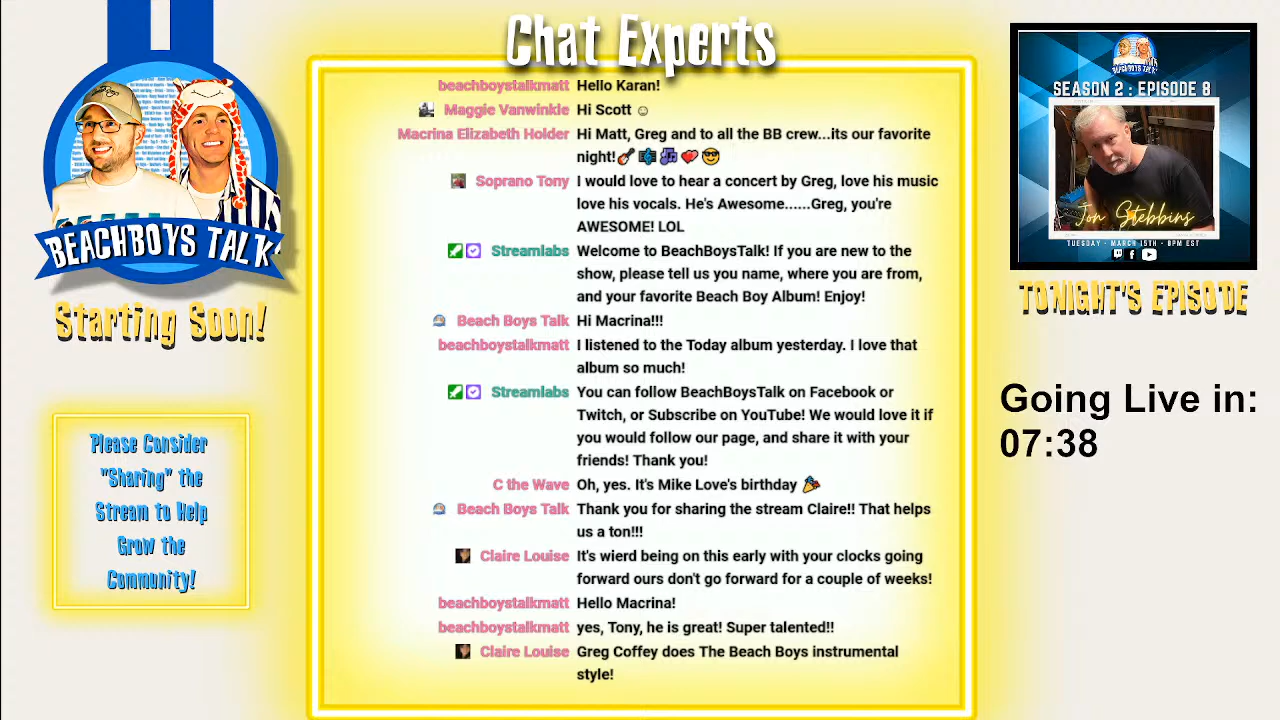 Chat Experts
BEACHBOYS TALK
Starting Soon!
Please Consider
"Sharing" the
Stream to Help
Grow the
Community!
beachboystalkmatt Hello Karan!
Maggie Vanwinkle Hi Scott ☺
Macrina Elizabeth Holder Hi Matt, Greg and to all the BB crew...its our favorite
night!🎸 🎼 🎶 ❤️ 😎
Soprano Tony I would love to hear a concert by Greg, love his music
love his vocals. He's Awesome......Greg, you're
AWESOME! LOL
Streamlabs Welcome to BeachBoysTalk! If you are new to the
show, please tell us you name, where you are from,
and your favorite Beach Boy Album! Enjoy!
Beach Boys Talk Hi Macrina!!!
beachboystalkmatt I listened to the Today album yesterday. I love that
album so much!
Streamlabs You can follow BeachBoysTalk on Facebook or
Twitch, or Subscribe on YouTube! We would love it if
you would follow our page, and share it with your
friends! Thank you!
C the Wave Oh, yes. It's Mike Love's birthday 🎉
Beach Boys Talk Thank you for sharing the stream Claire!! That helps
us a ton!!!
Claire Louise It's wierd being on this early with your clocks going
forward ours don't go forward for a couple of weeks!
beachboystalkmatt Hello Macrina!
beachboystalkmatt yes, Tony, he is great! Super talented!!
Claire Louise Greg Coffey does The Beach Boys instrumental
style!
BEACHBOYS TALK
SEASON 2 : EPISODE 8
Jon Stebbins
TUESDAY - MARCH 15TH - 8PM EST
TONIGHT'S EPISODE
Going Live in:
07:38